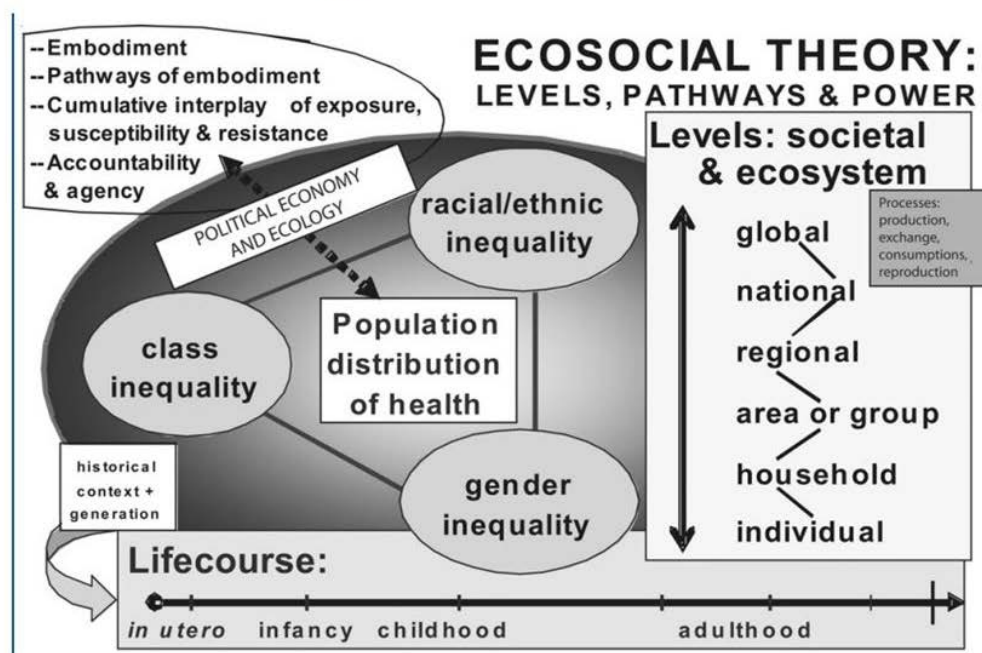 --Embodiment
--Pathways of embodiment
--Cumulative interplay of exposure,
susceptibility & resistance
--Accountability
& agency
ECOSOCIAL THEORY:
LEVELS, PATHWAYS & POWER
POLITICAL ECONOMY
AND ECOLOGY
racial/ethnic
inequality
class
inequality
Population
distribution
of health
gender
inequality
historical
context +
generation
Levels: societal
& ecosystem
Processes:
production,
exchange,
consumptions,
reproduction
global
national
regional
area or group
household
individual
Lifecourse:
in utero infancy childhood adulthood